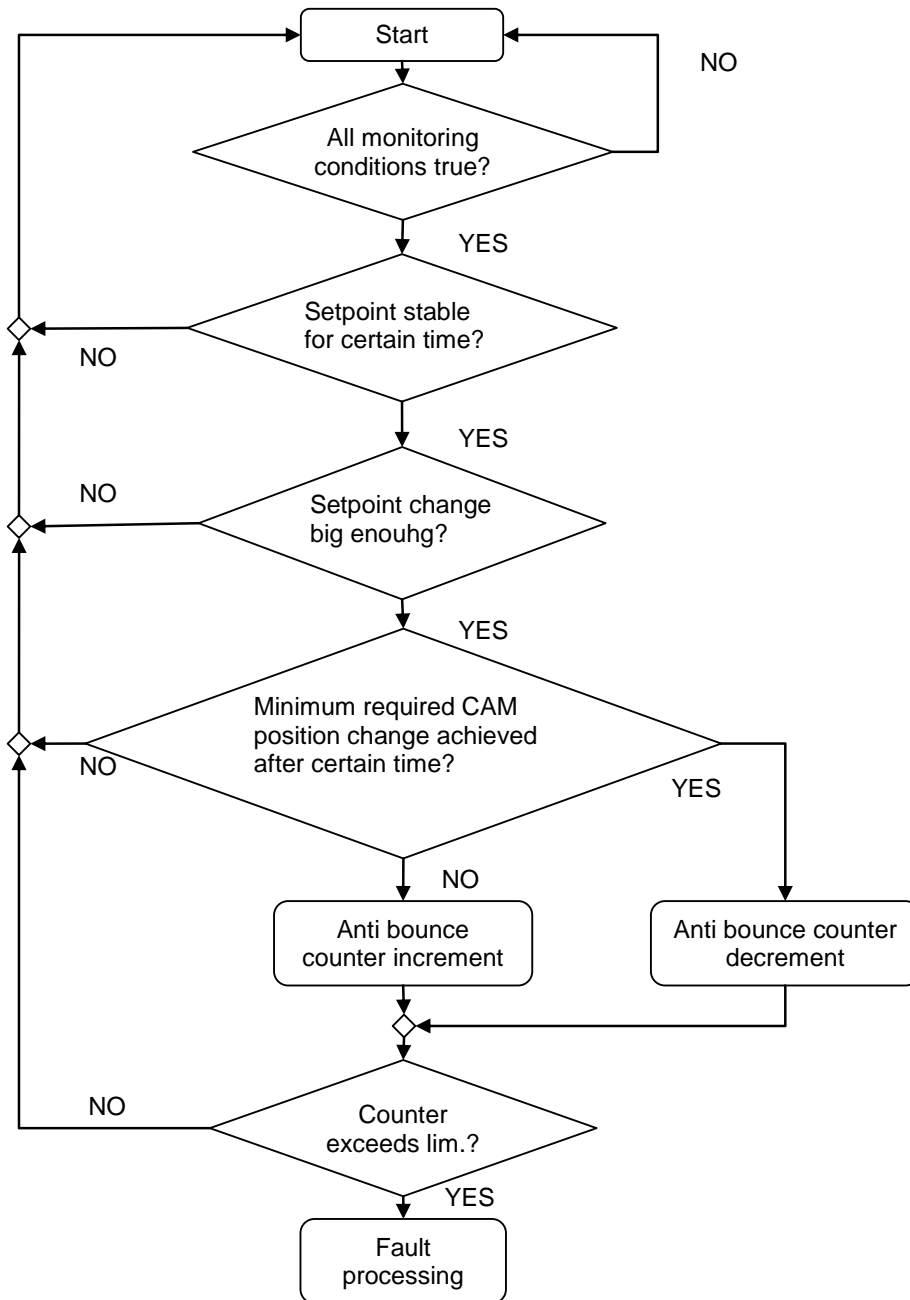 Start
NO
All monitoring
conditions true?
YES
Setpoint stable
for certain time?
NO
YES
NO
Setpoint change
big enouhg?
YES
Minimum required CAM
position change achieved
after certain time?
NO
YES
NO
Anti bounce
counter increment
Anti bounce counter
decrement
NO
Counter
exceeds lim.?
YES
Fault
processing